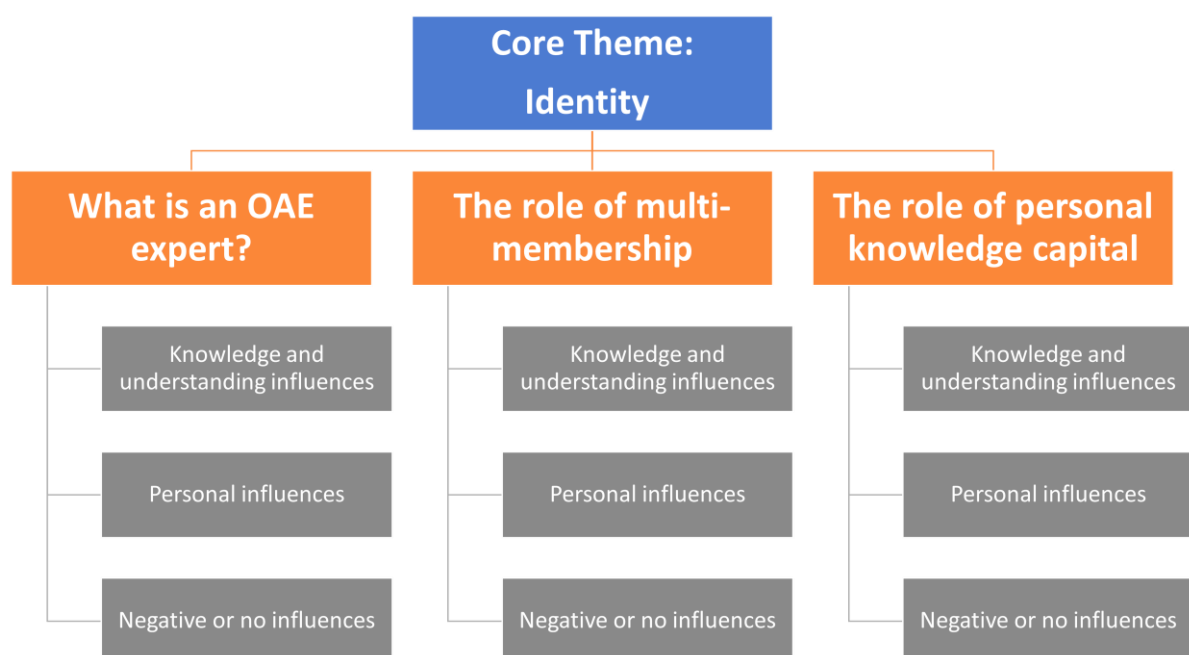 Core Theme:
Identity
What is an OAE
expert?
Knowledge and
understanding influences
Personal influences
Negative or no influences
The role of multi-
membership
Knowledge and
understanding influences
Personal influences
Negative or no influences
The role of personal
knowledge capital
Knowledge and
understanding influences
Personal influences
Negative or no influences